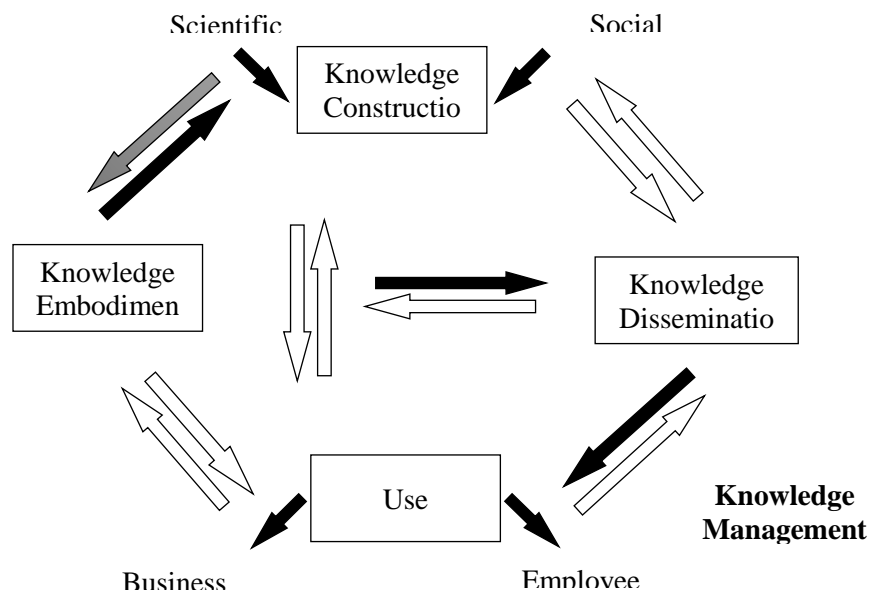 Scientific
Social
Knowledge
Constructio
Knowledge
Embodimen
Knowledge
Disseminatio
Use
Knowledge
Management
Business
Employee